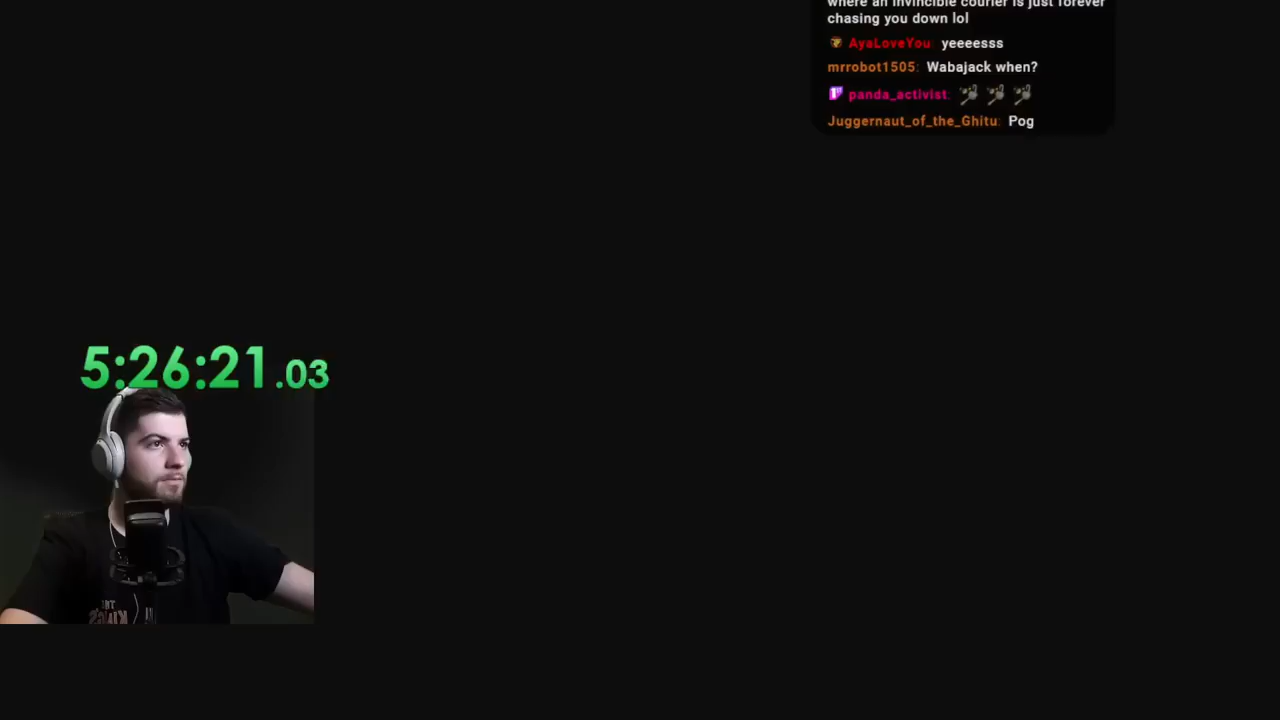 where an invincible courier is just forever
chasing you down lol
AyaLoveYou: yeeeesss
mrrobot1505: Wabajack when?
panda_activist:
Juggernaut_of_the_Ghitu: Pog
5:26:21.03